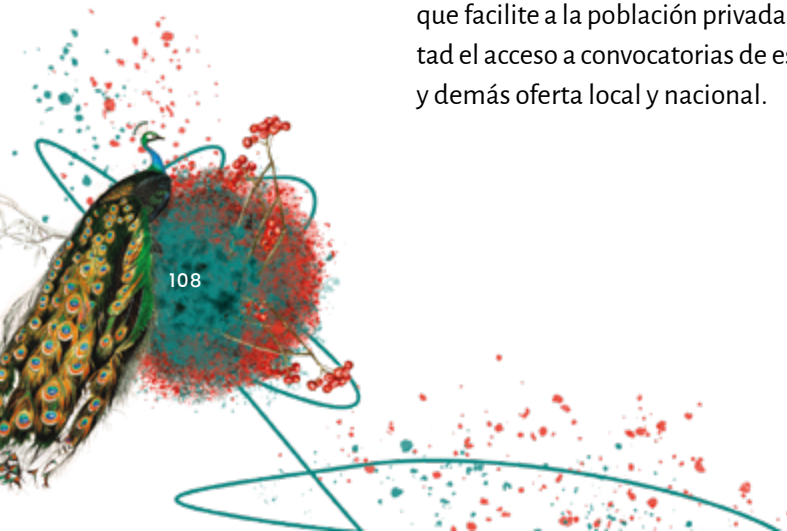 que facilite a la población privada
tad el acceso a convocatorias de es
y demás oferta local y nacional.
108